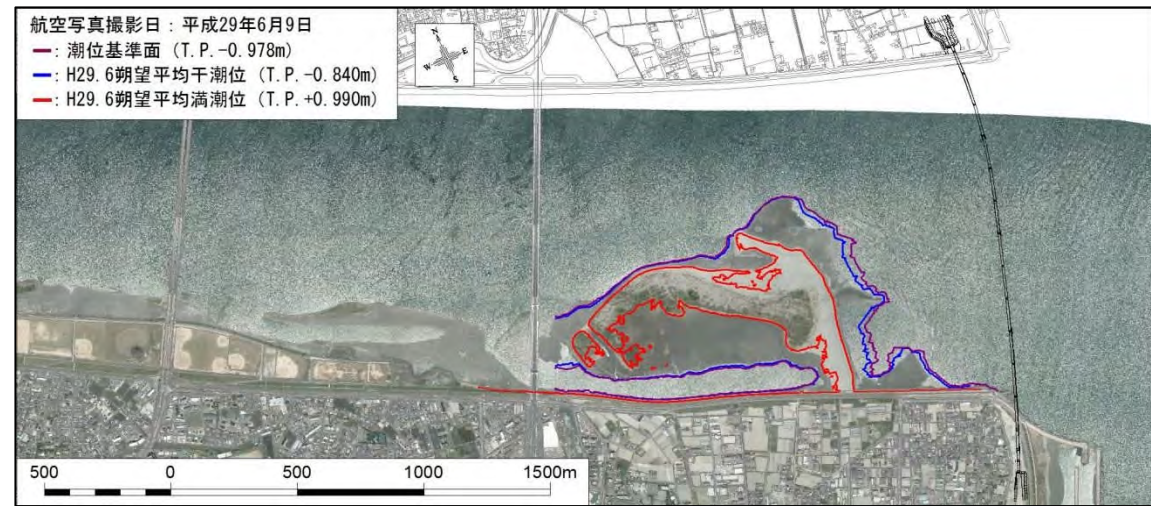 航空写真撮影日：平成29年6月9日
━：潮位基準面（T.P.-0.978m）
━：H29.6朔望平均干潮位（T.P.-0.840m）
━：H29.6朔望平均満潮位（T.P.+0.990m）
N
E
W
S
500 0 500 1000 1500m